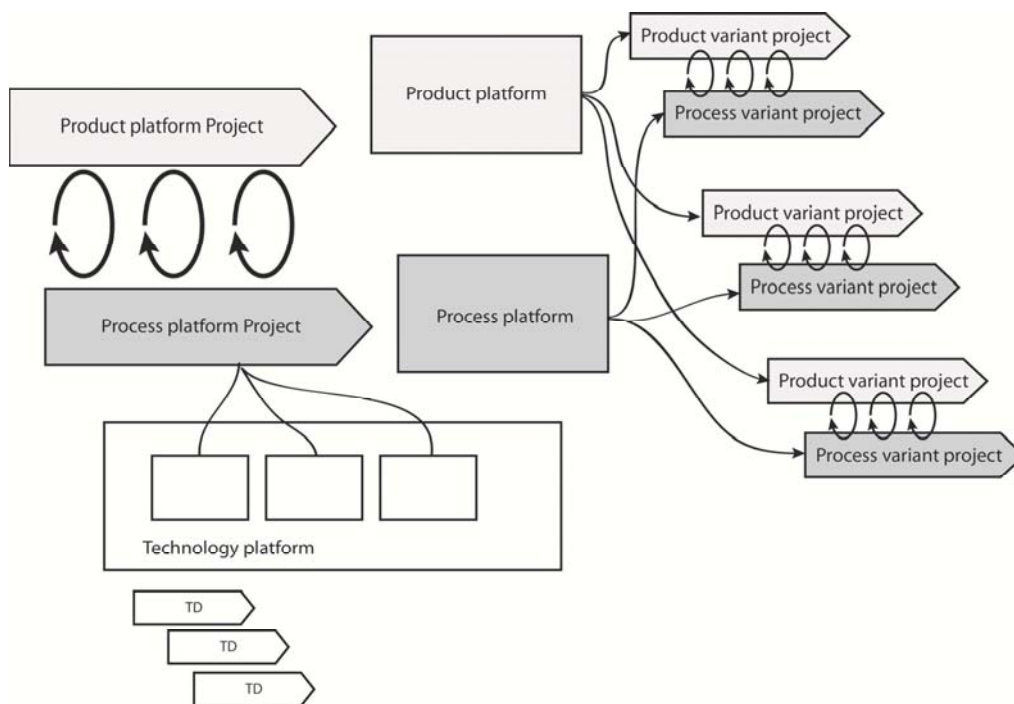 Product platform Project
Process platform Project
Technology platform
TD
TD
TD
Product platform
Process platform
Product variant project
Process variant project
Product variant project
Process variant project
Product variant project
Process variant project